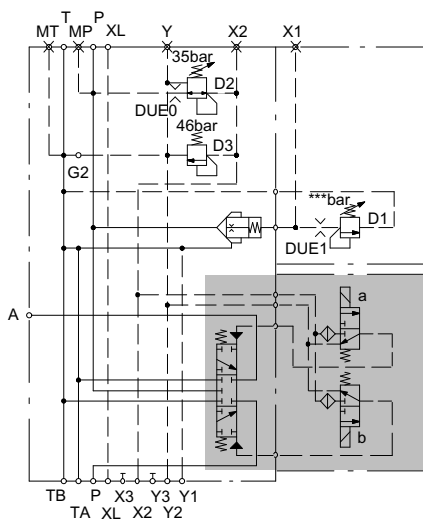 MT T MP P XL Y X2 X1
35bar
D2
DUE0
46bar
D3
G2
***bar
D1
DUE1
a
A
b
TB TA P XL X3 X2 Y3 Y2 Y1